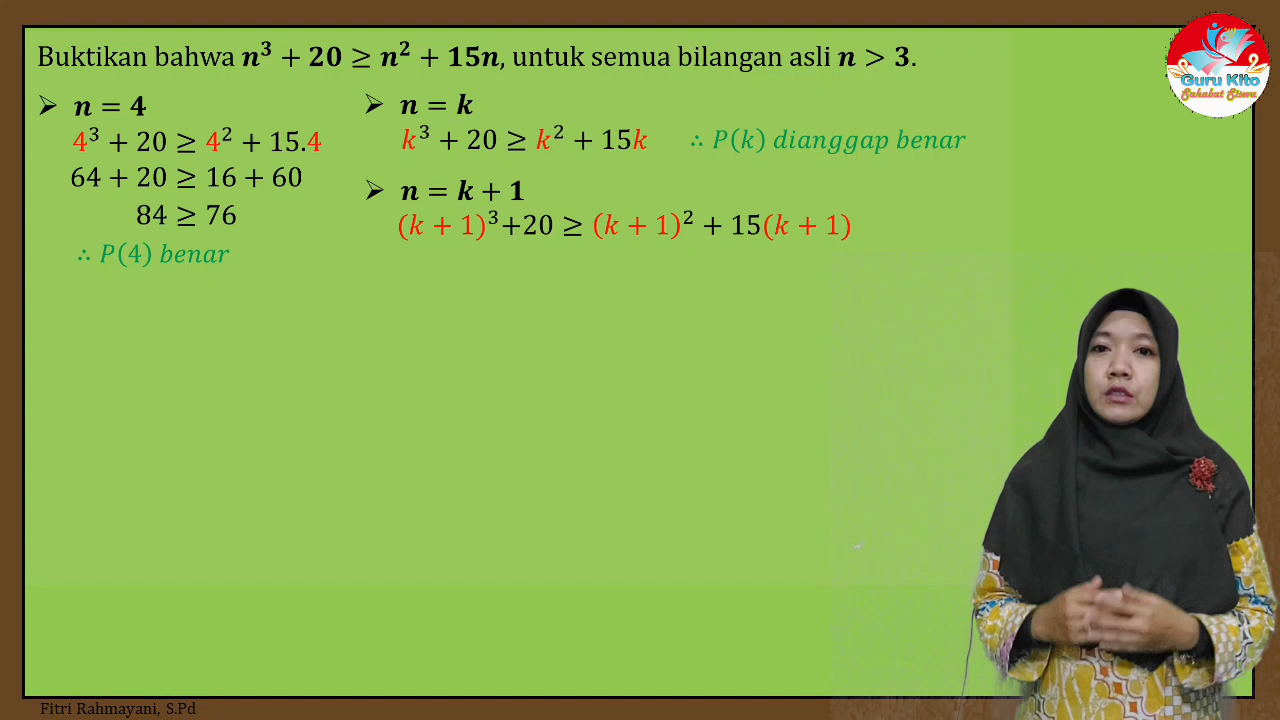 Buktikan bahwa n³ + 20 ≥ n² + 15n, untuk semua bilangan asli n > 3.
Guru Kito
Sahabat Siswa
➢ n = 4
4³ + 20 ≥ 4² + 15.4
64 + 20 ≥ 16 + 60
84 ≥ 76
∴ P(4) benar
➢ n = k
k³ + 20 ≥ k² + 15k ∴ P(k) dianggap benar
➢ n = k + 1
(k + 1)³+20 ≥ (k + 1)² + 15(k + 1)
Fitri Rahmayani, S.Pd